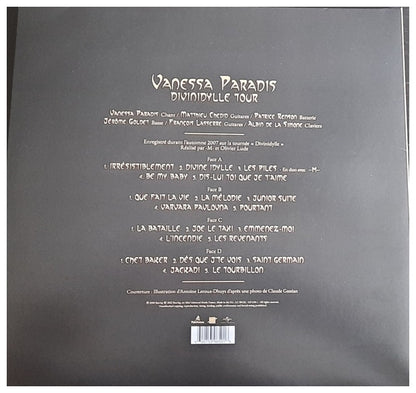 Vanessa Paradis
Divinidylle Tour
Vanessa Paradis Chant / Matthieu Chedid Guitares / Patrice Renson Batterie
Jérôme Goldet Basse / François Lasserre Guitares / Albin de la Simone Claviers
Enregistré durant l'automne 2007 sur la tournée « Divinidylle »
Réalisé par -M- et Olivier Lude
Face A
1. Irrésistiblement 2. Divine Idylle 3. Les Piles - En duo avec -M-
4. Be My Baby 5. Dis-lui toi que je t'aime
Face B
1. Que fait la vie 2. La Mélodie 3. Junior Suite
4. Varvara Pavlovna 5. Pourtant
Face C
1. La Bataille 2. Joe le taxi 3. Emmenez-moi
4. L'Incendie 5. Les Revenants
Face D
1. Chet Baker 2. Dès que j'te vois 3. Saint Germain
4. Jackadi 5. Le Tourbillon
Couverture : Illustration d'Antoine Leroux-Dhuys d'après une photo de Claude Gassian